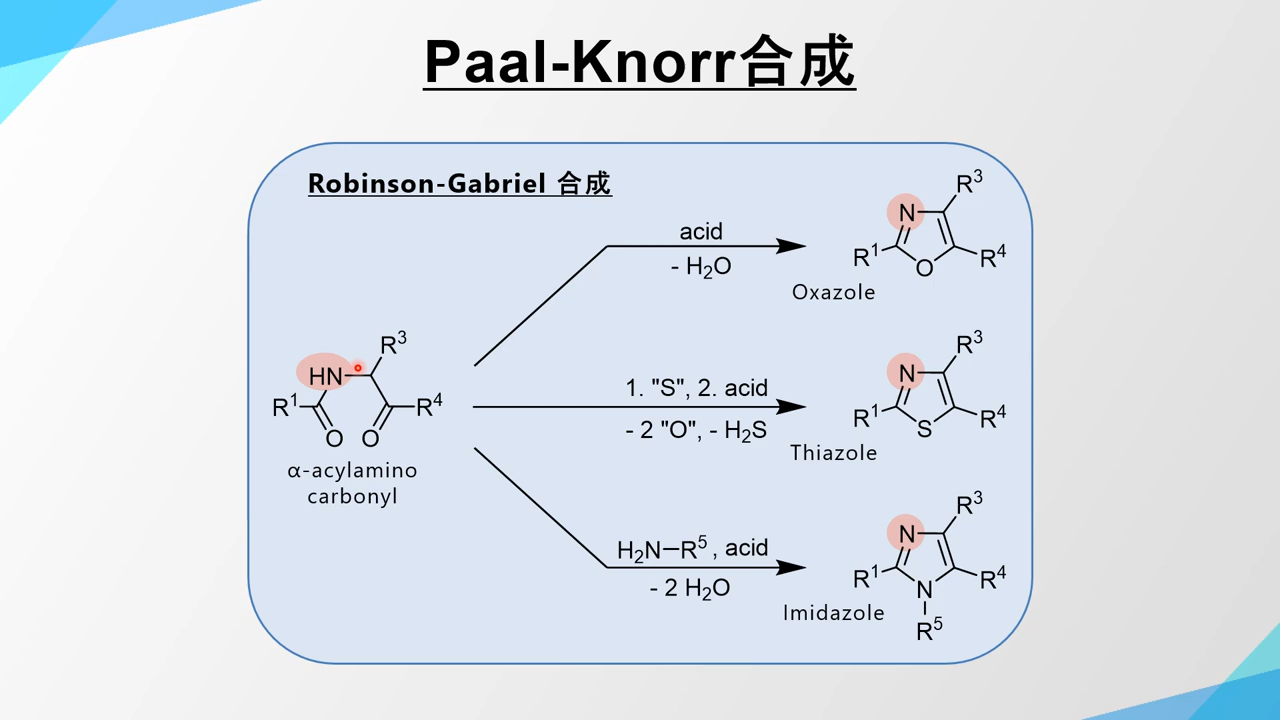 Paal-Knorr合成
Robinson-Gabriel 合成
acid
- H₂O
N
R³
R¹
R⁴
O
Oxazole
HN
R³
R¹
R⁴
O
O
α-acylamino
carbonyl
1. "S", 2. acid
- 2 "O", - H₂S
N
R³
R¹
R⁴
S
Thiazole
H₂N−R⁵ , acid
- 2 H₂O
N
R³
R¹
R⁴
N
R⁵
Imidazole